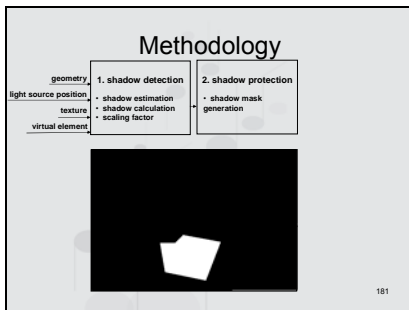 Methodology
geometry
light source position
texture
virtual element
1. shadow detection
• shadow estimation
• shadow calculation
• scaling factor
2. shadow protection
• shadow mask
generation
181